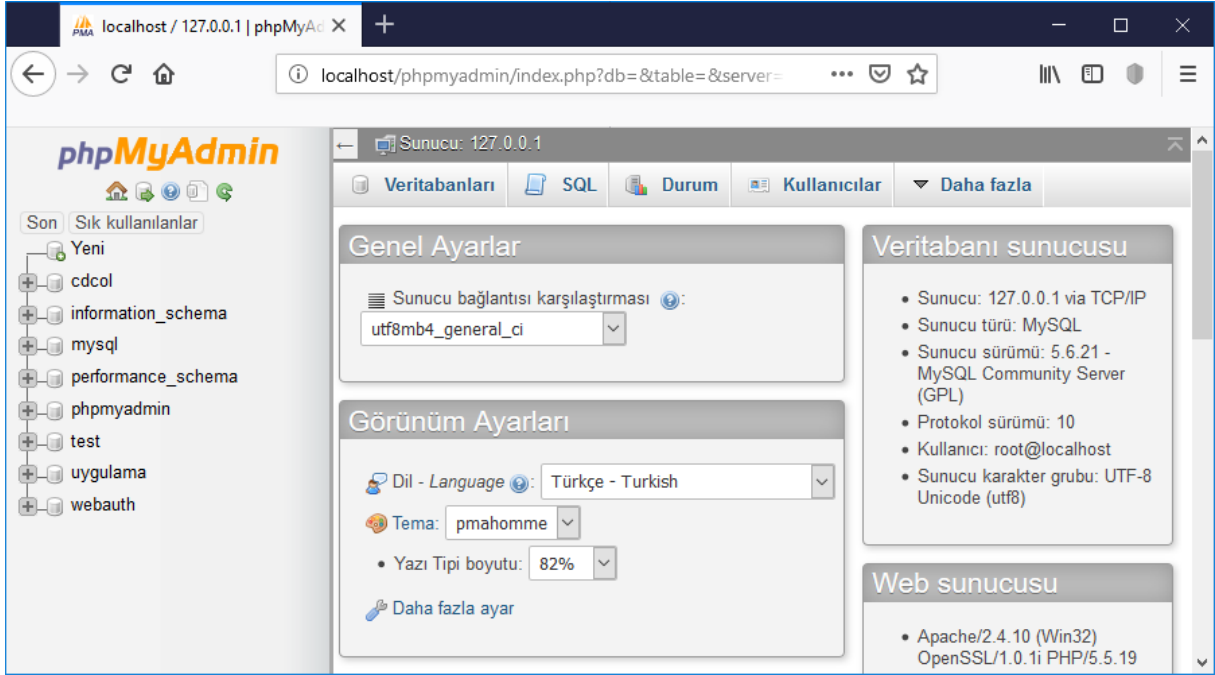 localhost / 127.0.0.1 | phpMyAd
localhost/phpmyadmin/index.php?db=&table=&server=
phpMyAdmin
Son
Sık kullanılanlar
Yeni
cdcol
information_schema
mysql
performance_schema
phpmyadmin
test
uygulama
webauth
Sunucu: 127.0.0.1
Veritabanları
SQL
Durum
Kullanıcılar
Daha fazla
Genel Ayarlar
Sunucu bağlantısı karşılaştırması :
utf8mb4_general_ci
Görünüm Ayarları
Dil - Language : Türkçe - Turkish
Tema: pmahomme
• Yazı Tipi boyutu: 82%
Daha fazla ayar
Veritabanı sunucusu
• Sunucu: 127.0.0.1 via TCP/IP
• Sunucu türü: MySQL
• Sunucu sürümü: 5.6.21 -
MySQL Community Server
(GPL)
• Protokol sürümü: 10
• Kullanıcı: root@localhost
• Sunucu karakter grubu: UTF-8
Unicode (utf8)
Web sunucusu
• Apache/2.4.10 (Win32)
OpenSSL/1.0.1i PHP/5.5.19